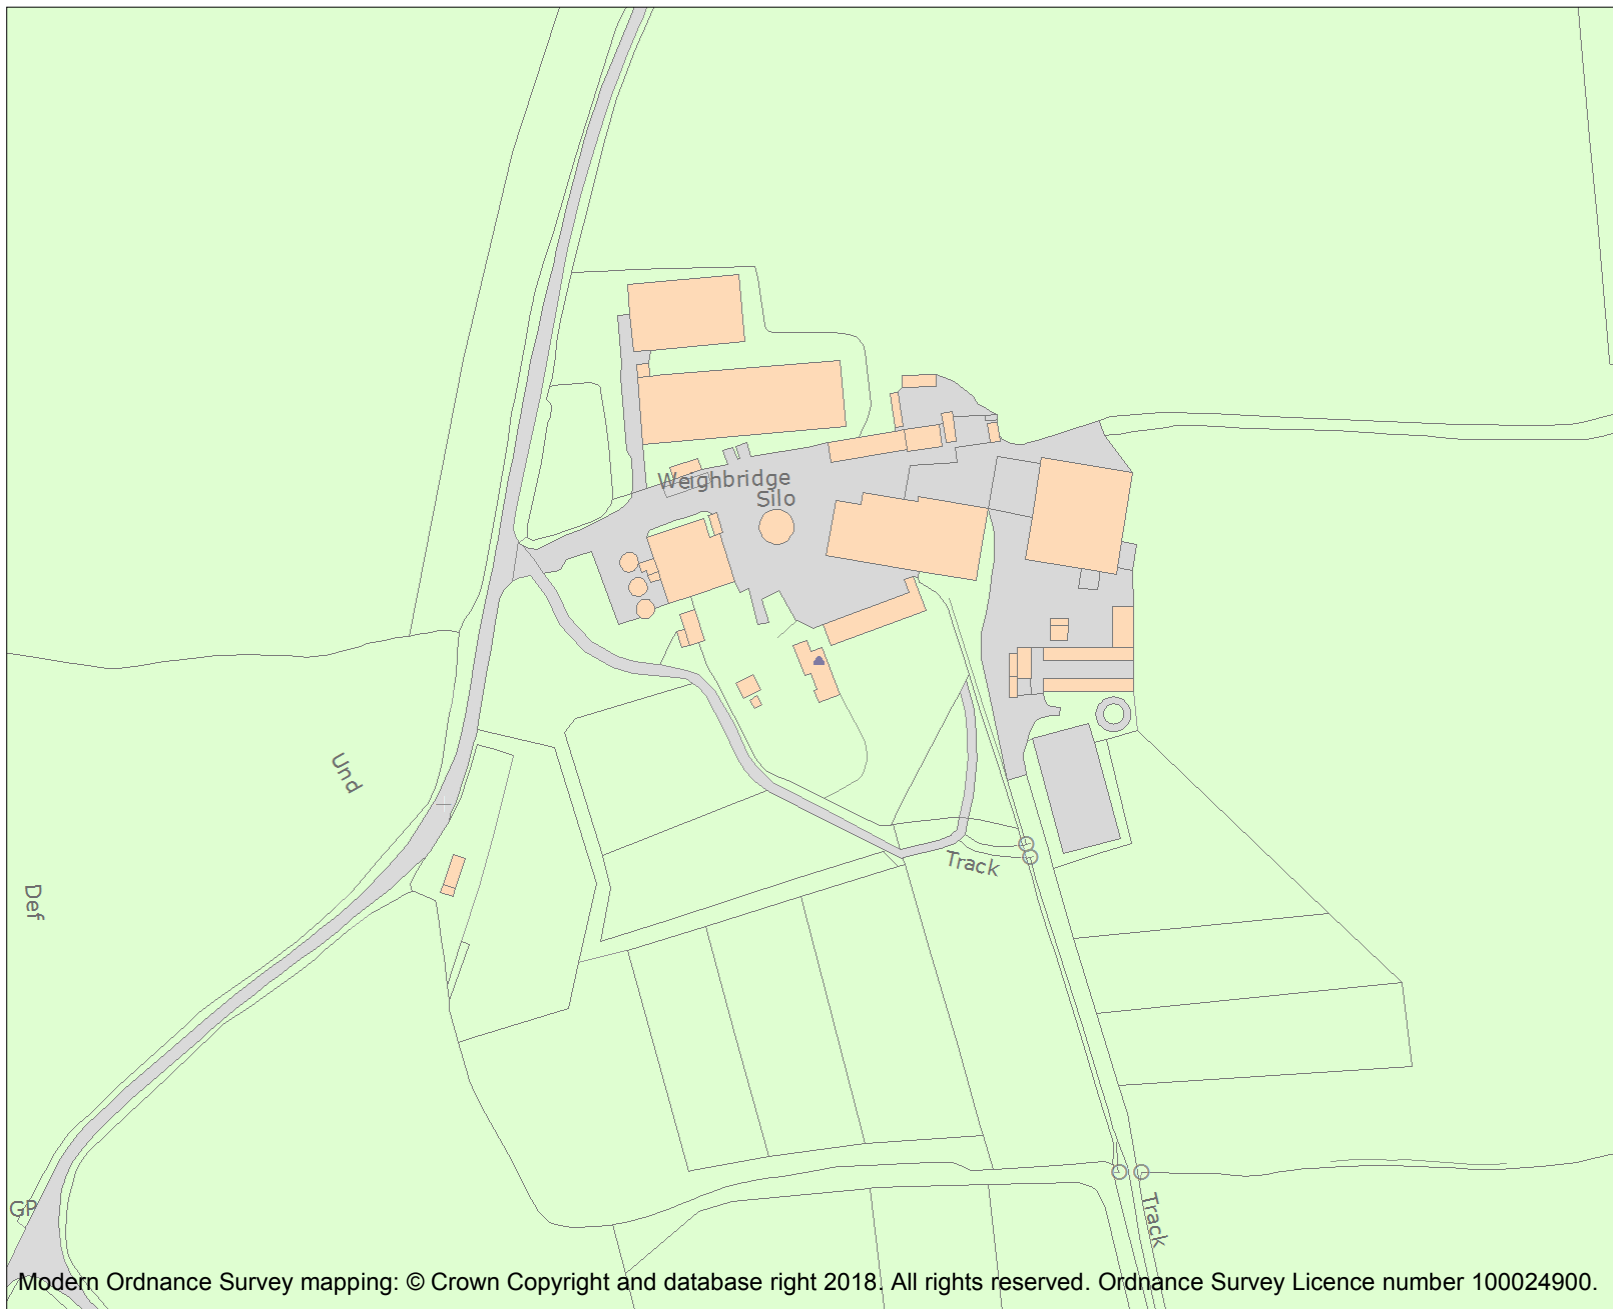 Weighbridge
Silo
Und
Track
Def
Track
GP
Modern Ordnance Survey mapping: © Crown Copyright and database right 2018. All rights reserved. Ordnance Survey Licence number 100024900.